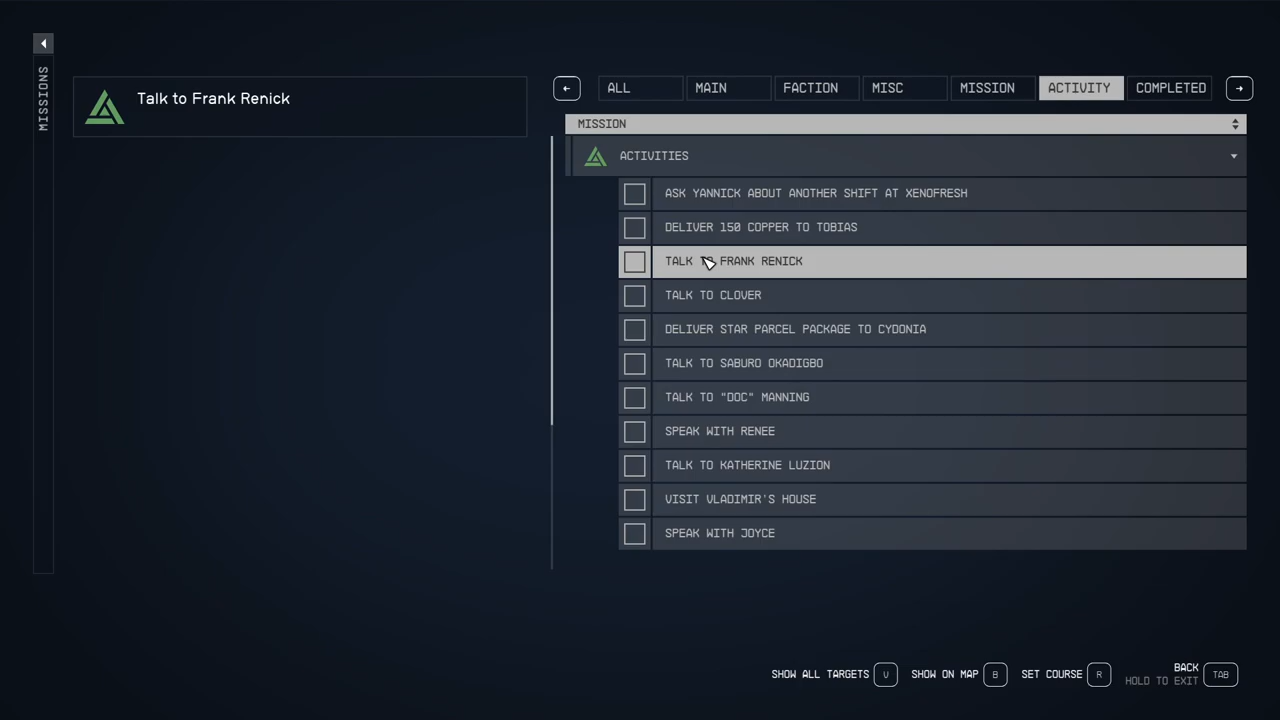 MISSIONS
Talk to Frank Renick
ALL MAIN FACTION MISC MISSION ACTIVITY COMPLETED
MISSION
ACTIVITIES
ASK YANNICK ABOUT ANOTHER SHIFT AT XENOFRESH
DELIVER 150 COPPER TO TOBIAS
TALK TO FRANK RENICK
TALK TO CLOVER
DELIVER STAR PARCEL PACKAGE TO CYDONIA
TALK TO SABURO OKADIGBO
TALK TO "DOC" MANNING
SPEAK WITH RENEE
TALK TO KATHERINE LUZION
VISIT VLADIMIR'S HOUSE
SPEAK WITH JOYCE
SHOW ALL TARGETS V SHOW ON MAP B SET COURSE R BACK TAB
HOLD TO EXIT